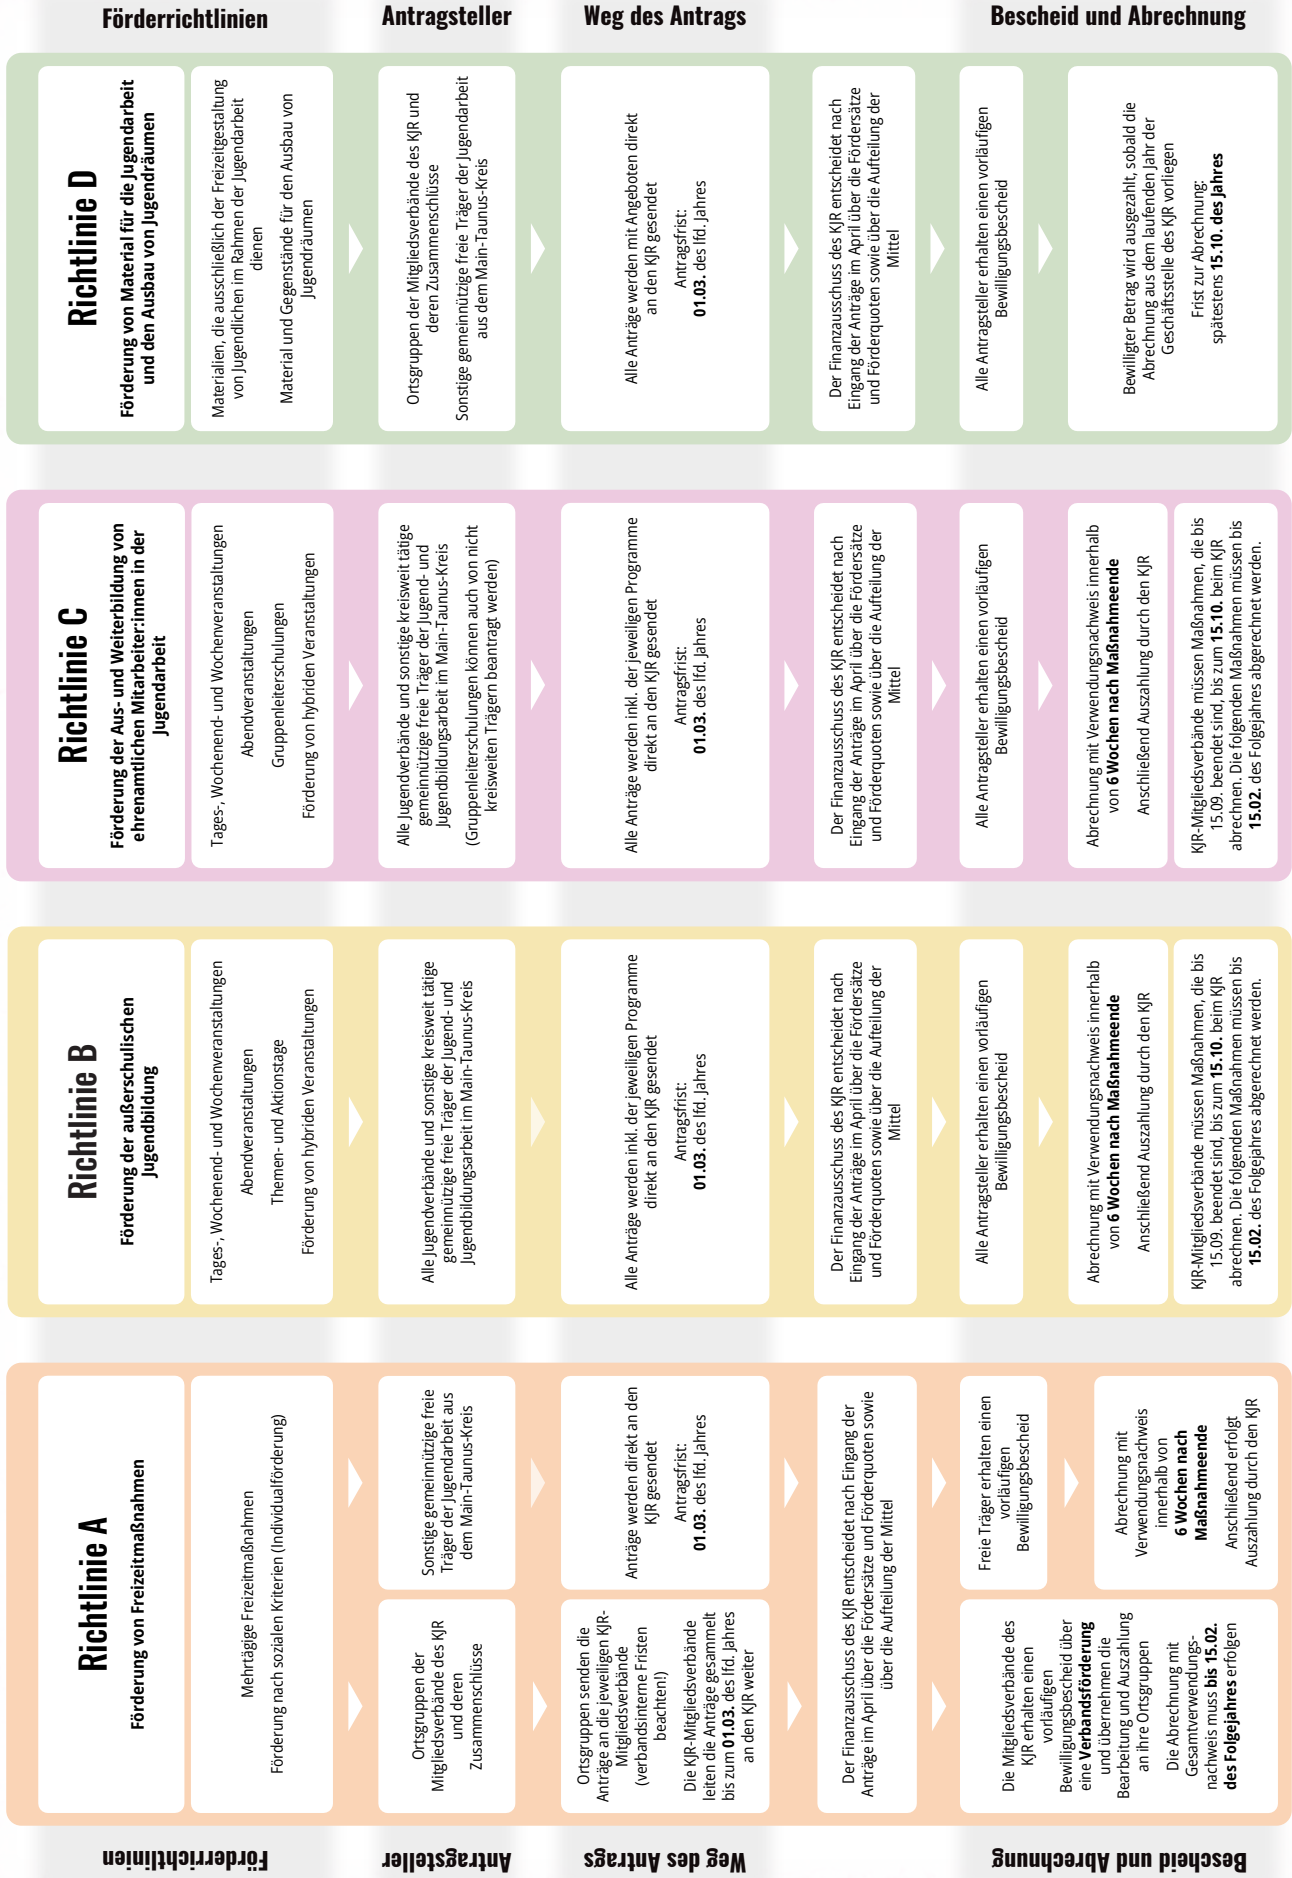 Förderrichtlinien
Antragsteller
Weg des Antrags
Bescheid und Abrechnung
Richtlinie A
Förderung von Freizeitmaßnahmen
Mehrtägige Freizeitmaßnahmen
Förderung nach sozialen Kriterien (Individualförderung)
Ortsgruppen der
Mitgliedsverbände des KJR
und deren
Zusammenschlüsse
Sonstige gemeinnützige freie
Träger der Jugendarbeit aus
dem Main-Taunus-Kreis
Ortsgruppen senden die
Anträge an die jeweiligen KJR-
Mitgliedsverbände
(verbandsinterne Fristen
beachten!)
Die KJR-Mitgliedsverbände
leiten die Anträge gesammelt
bis zum 01.03. des lfd. Jahres
an den KJR weiter
Anträge werden direkt an den
KJR gesendet
Antragsfrist:
01.03. des lfd. Jahres
Der Finanzausschuss des KJR entscheidet nach Eingang der
Anträge im April über die Fördersätze und Förderquoten sowie
über die Aufteilung der Mittel
Die Mitgliedsverbände des
KJR erhalten einen
vorläufigen
Bewilligungsbescheid über
eine Verbandsförderung
und übernehmen die
Bearbeitung und Auszahlung
an ihre Ortsgruppen
Die Abrechnung mit
Gesamtverwendungs-
nachweis muss bis 15.02.
des Folgejahres erfolgen
Freie Träger erhalten einen
vorläufigen
Bewilligungsbescheid
Abrechnung mit
Verwendungsnachweis
innerhalb von
6 Wochen nach
Maßnahmeende
Anschließend erfolgt
Auszahlung durch den KJR
Richtlinie B
Förderung der außerschulischen
Jugendbildung
Tages-, Wochenend- und Wochenveranstaltungen
Abendveranstaltungen
Themen- und Aktionstage
Förderung von hybriden Veranstaltungen
Alle Jugendverbände und sonstige kreisweit tätige
gemeinnützige freie Träger der Jugend- und
Jugendbildungsarbeit im Main-Taunus-Kreis
Alle Anträge werden inkl. der jeweiligen Programme
direkt an den KJR gesendet
Antragsfrist:
01.03. des lfd. Jahres
Der Finanzausschuss des KJR entscheidet nach
Eingang der Anträge im April über die Fördersätze
und Förderquoten sowie über die Aufteilung der
Mittel
Alle Antragsteller erhalten einen vorläufigen
Bewilligungsbescheid
Abrechnung mit Verwendungsnachweis innerhalb
von 6 Wochen nach Maßnahmeende
Anschließend Auszahlung durch den KJR
KJR-Mitgliedsverbände müssen Maßnahmen, die bis
15.09. beendet sind, bis zum 15.10. beim KJR
abrechnen. Die folgenden Maßnahmen müssen bis
15.02. des Folgejahres abgerechnet werden.
Richtlinie C
Förderung der Aus- und Weiterbildung von
ehrenamtlichen Mitarbeiter:innen in der
Jugendarbeit
Tages-, Wochenend- und Wochenveranstaltungen
Abendveranstaltungen
Gruppenleiterschulungen
Förderung von hybriden Veranstaltungen
Alle Jugendverbände und sonstige kreisweit tätige
gemeinnützige freie Träger der Jugend- und
Jugendbildungsarbeit im Main-Taunus-Kreis
(Gruppenleiterschulungen können auch von nicht
kreisweiten Trägern beantragt werden)
Alle Anträge werden inkl. der jeweiligen Programme
direkt an den KJR gesendet
Antragsfrist:
01.03. des lfd. Jahres
Der Finanzausschuss des KJR entscheidet nach
Eingang der Anträge im April über die Fördersätze
und Förderquoten sowie über die Aufteilung der
Mittel
Alle Antragsteller erhalten einen vorläufigen
Bewilligungsbescheid
Abrechnung mit Verwendungsnachweis innerhalb
von 6 Wochen nach Maßnahmeende
Anschließend Auszahlung durch den KJR
KJR-Mitgliedsverbände müssen Maßnahmen, die bis
15.09. beendet sind, bis zum 15.10. beim KJR
abrechnen. Die folgenden Maßnahmen müssen bis
15.02. des Folgejahres abgerechnet werden.
Richtlinie D
Förderung von Material für die Jugendarbeit
und den Ausbau von Jugendräumen
Materialien, die ausschließlich der Freizeitgestaltung
von Jugendlichen im Rahmen der Jugendarbeit
dienen
Material und Gegenstände für den Ausbau von
Jugendräumen
Ortsgruppen der Mitgliedsverbände des KJR und
deren Zusammenschlüsse
Sonstige gemeinnützige freie Träger der Jugendarbeit
aus dem Main-Taunus-Kreis
Alle Anträge werden mit Angeboten direkt
an den KJR gesendet
Antragsfrist:
01.03. des lfd. Jahres
Der Finanzausschuss des KJR entscheidet nach
Eingang der Anträge im April über die Fördersätze
und Förderquoten sowie über die Aufteilung der
Mittel
Alle Antragsteller erhalten einen vorläufigen
Bewilligungsbescheid
Bewilligter Betrag wird ausgezahlt, sobald die
Abrechnung aus dem laufenden Jahr der
Geschäftsstelle des KJR vorliegen
Frist zur Abrechnung:
spätestens 15.10. des Jahres
Förderrichtlinien
Antragsteller
Weg des Antrags
Bescheid und Abrechnung